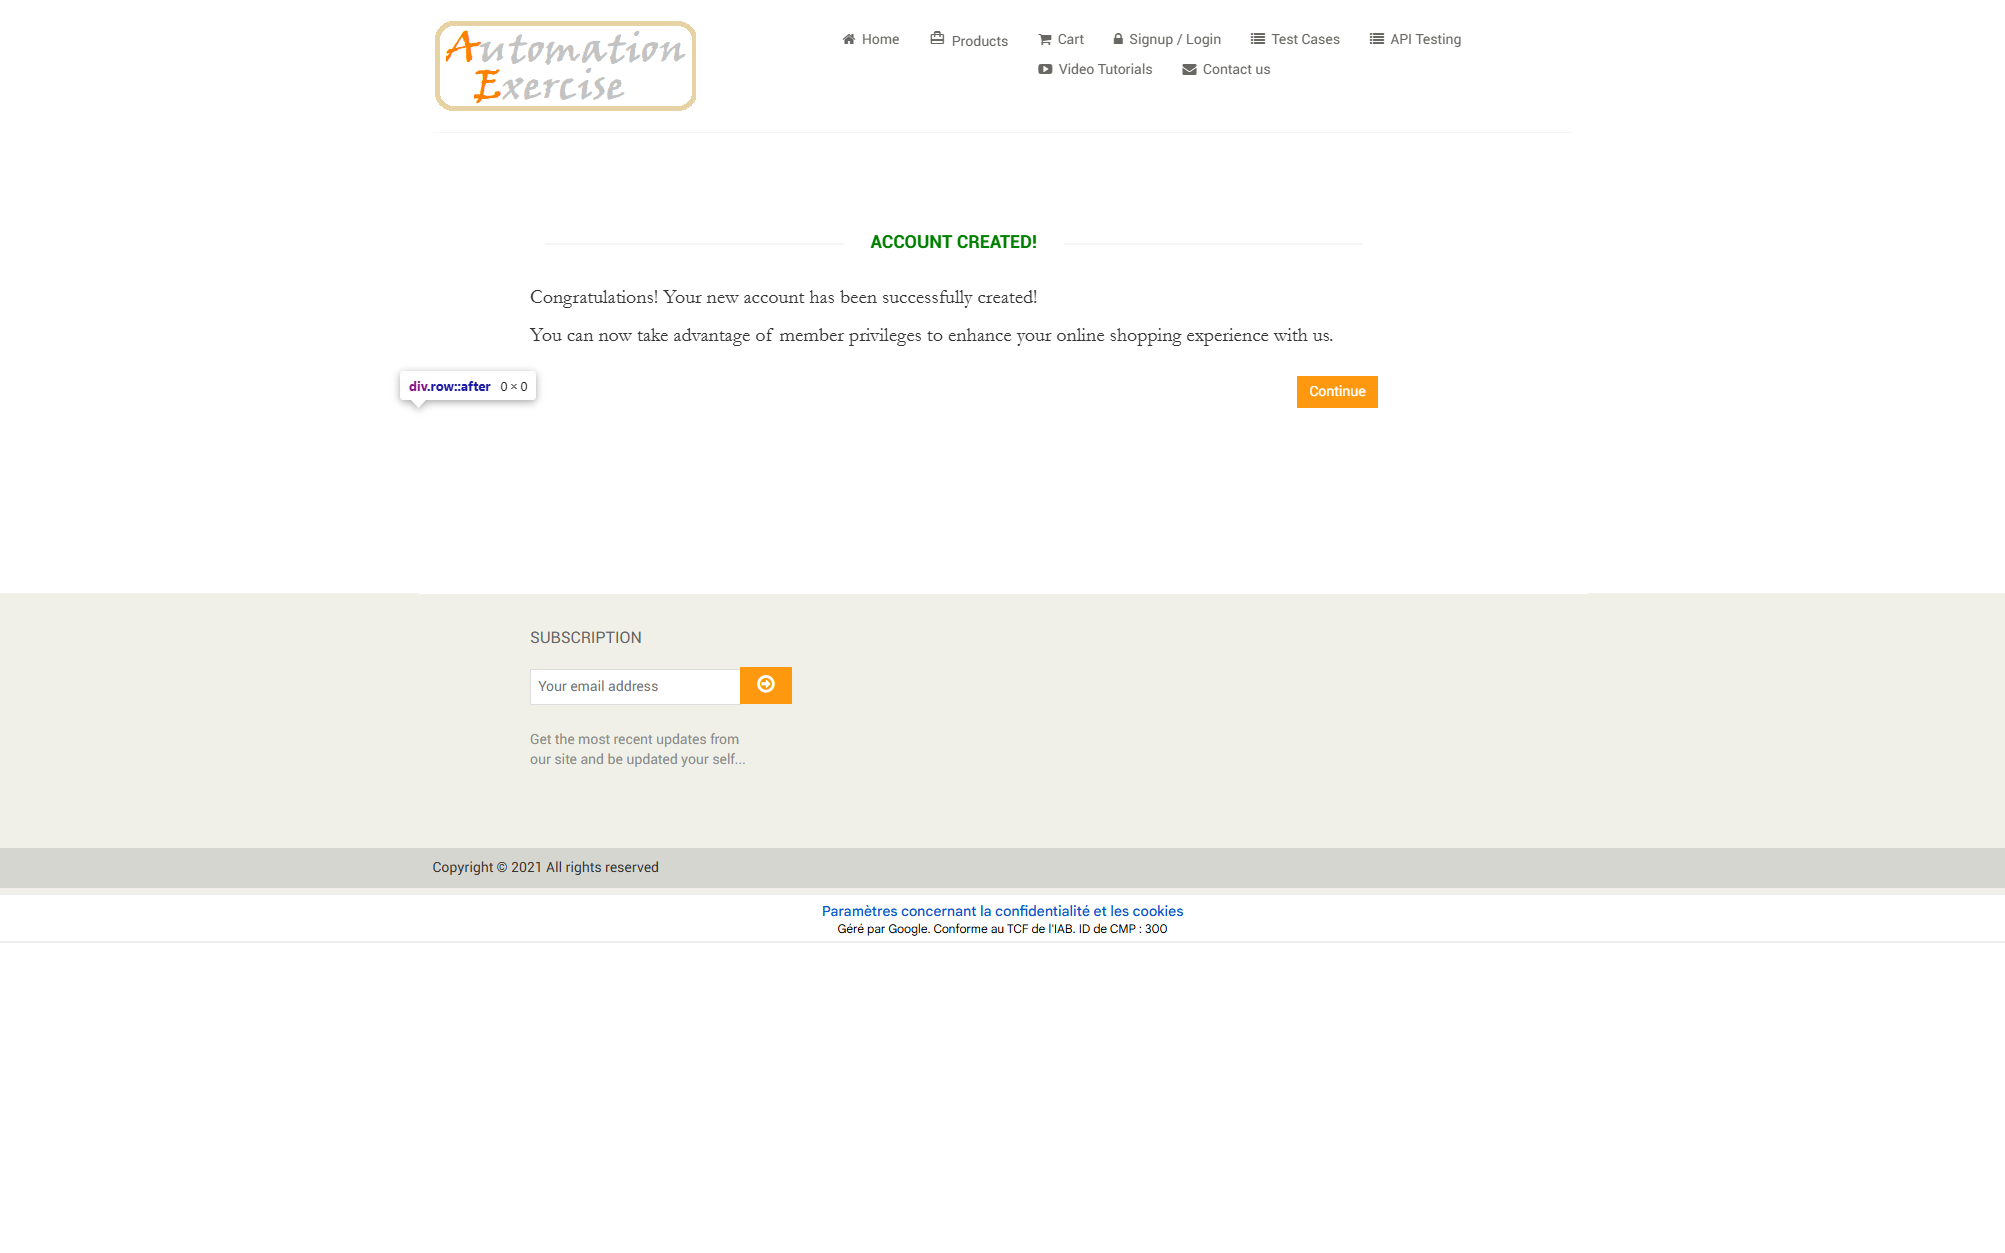 Automation
Exercise
Home
Products
Cart
Signup / Login
Test Cases
API Testing
Video Tutorials
Contact us
ACCOUNT CREATED!
Congratulations! Your new account has been successfully created!
You can now take advantage of member privileges to enhance your online shopping experience with us.
div.row::after 0 × 0
Continue
SUBSCRIPTION
Your email address
Get the most recent updates from
our site and be updated your self...
Copyright © 2021 All rights reserved
Paramètres concernant la confidentialité et les cookies
Géré par Google. Conforme au TCF de l'IAB. ID de CMP : 300